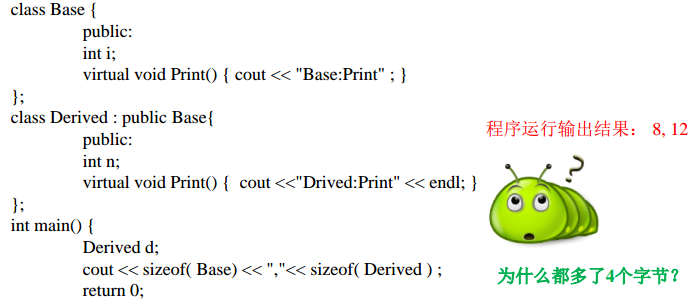 class Base {
public:
int i;
virtual void Print() { cout << "Base:Print" ; }
};
class Derived : public Base{
public:
int n;
virtual void Print() { cout <<"Drived:Print" << endl; }
};
int main() {
Derived d;
cout << sizeof( Base) << ","<< sizeof( Derived ) ;
return 0;
程序运行输出结果： 8, 12
?
为什么都多了4个字节？